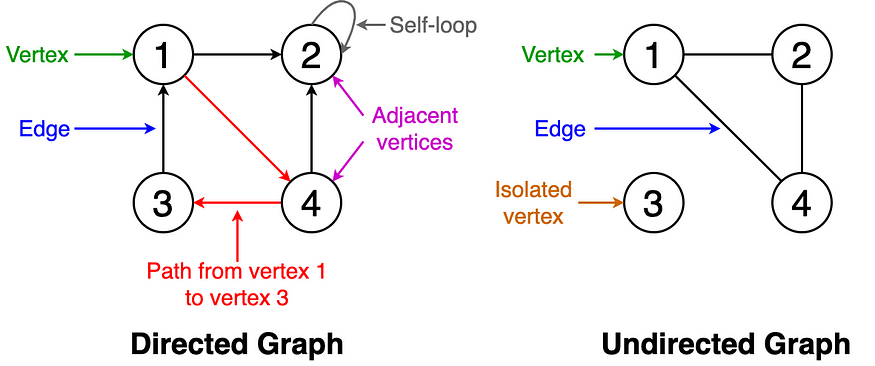 Vertex
1
2
Self-loop
Edge
Adjacent
vertices
3
4
Path from vertex 1
to vertex 3
Directed Graph
Vertex
1
2
Edge
Isolated
vertex
3
4
Undirected Graph